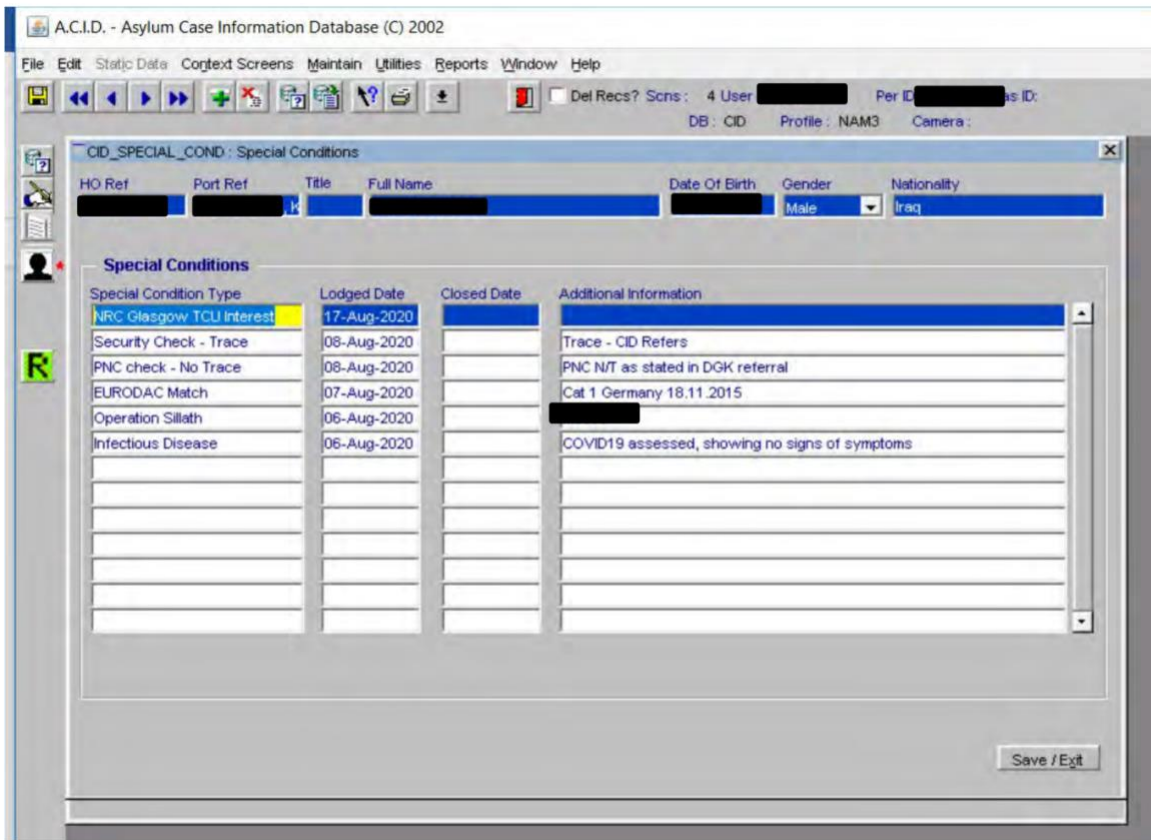 A.C.I.D. - Asylum Case Information Database (C) 2002
File Edit Static Data Context Screens Maintain Utilities Reports Window Help
Del Recs? Scns : 4 User Per ID as ID:
DB : CID Profile : NAM3 Camera :
CID_SPECIAL_COND : Special Conditions
HO Ref Port Ref Title Full Name Date Of Birth Gender Nationality
Male Iraq
Special Conditions
Special Condition Type Lodged Date Closed Date Additional Information
NRC Glasgow TCU Interest 17-Aug-2020
Security Check - Trace 08-Aug-2020 Trace - CID Refers
PNC check - No Trace 08-Aug-2020 PNC N/T as stated in DGK referral
EURODAC Match 07-Aug-2020 Cat 1 Germany 18.11.2015
Operation Sillath 06-Aug-2020
Infectious Disease 06-Aug-2020 COVID19 assessed, showing no signs of symptoms
R
Save / Exit